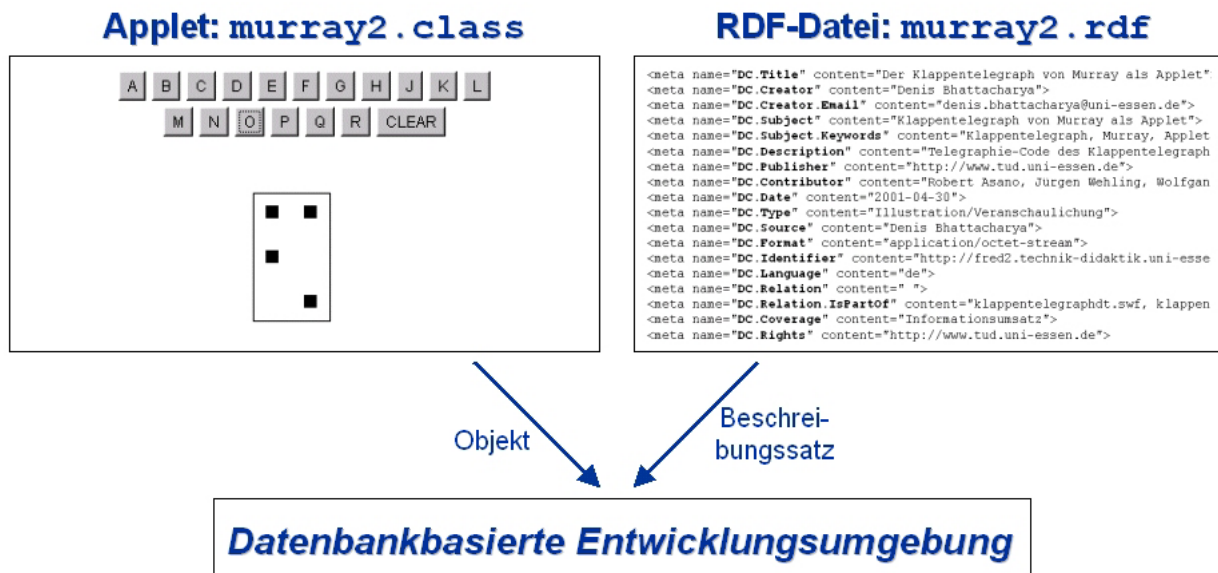 Applet: murray2.class
A B C D E F G H J K L
M N O P Q R CLEAR
RDF-Datei: murray2.rdf
<meta name="DC.Title" content="Der Klappentelegraph von Murray als Applet"
<meta name="DC.Creator" content="Denis Bhattacharya">
<meta name="DC.Creator.Email" content="denis.bhattacharya@uni-essen.de">
<meta name="DC.Subject" content="Klappentelegraph von Murray als Applet">
<meta name="DC.Subject.Keywords" content="Klappentelegraph, Murray, Applet
<meta name="DC.Description" content="Telegraphie-Code des Klappentelegraph
<meta name="DC.Publisher" content="http://www.tud.uni-essen.de">
<meta name="DC.Contributor" content="Robert Asano, Jürgen Wehling, Wolfgan
<meta name="DC.Date" content="2001-04-30">
<meta name="DC.Type" content="Illustration/Veranschaulichung">
<meta name="DC.Source" content="Denis Bhattacharya">
<meta name="DC.Format" content="application/octet-stream">
<meta name="DC.Identifier" content="http://fred2.technik-didaktik.uni-esse
<meta name="DC.Language" content="de">
<meta name="DC.Relation" content=" ">
<meta name="DC.Relation.IsPartOf" content="klappentelegraphdt.swf, klappen
<meta name="DC.Coverage" content="Informationsumsatz">
<meta name="DC.Rights" content="http://www.tud.uni-essen.de">
Objekt
Beschrei-
bungssatz
Datenbankbasierte Entwicklungsumgebung